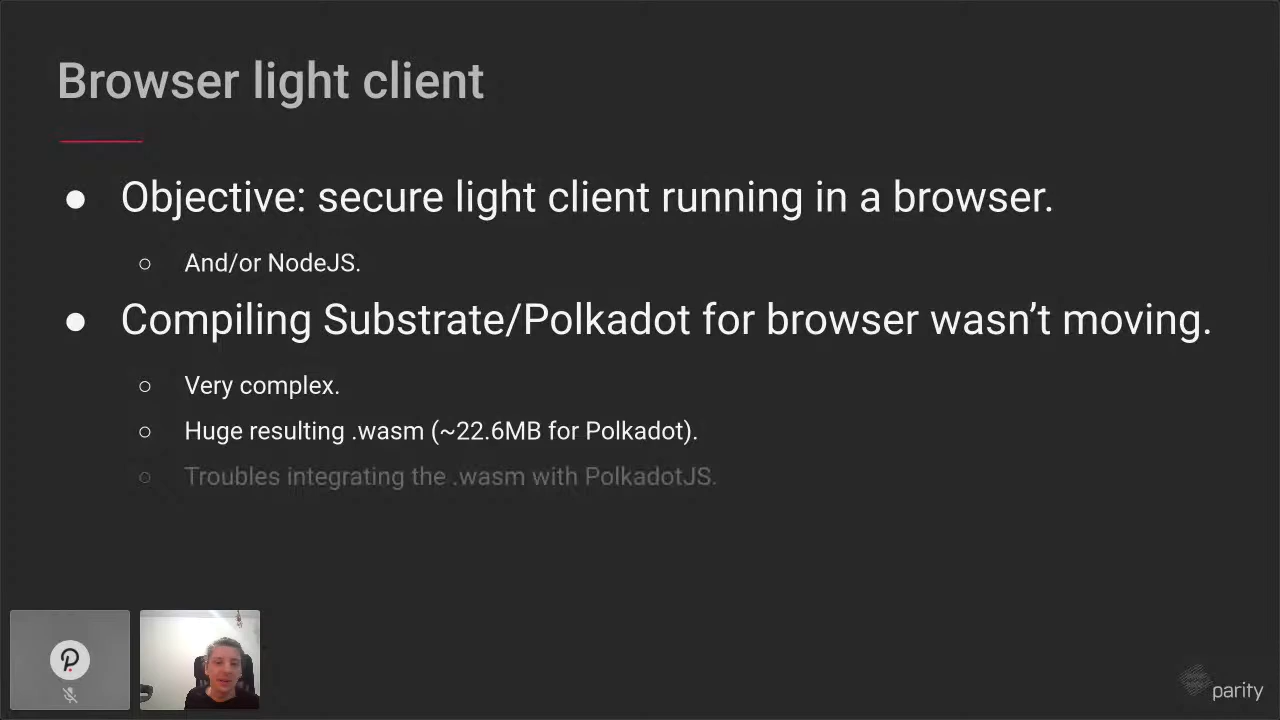 Browser light client
● Objective: secure light client running in a browser.
○ And/or NodeJS.
● Compiling Substrate/Polkadot for browser wasn’t moving.
○ Very complex.
○ Huge resulting .wasm (~22.6MB for Polkadot).
○ Troubles integrating the .wasm with PolkadotJS.
parity